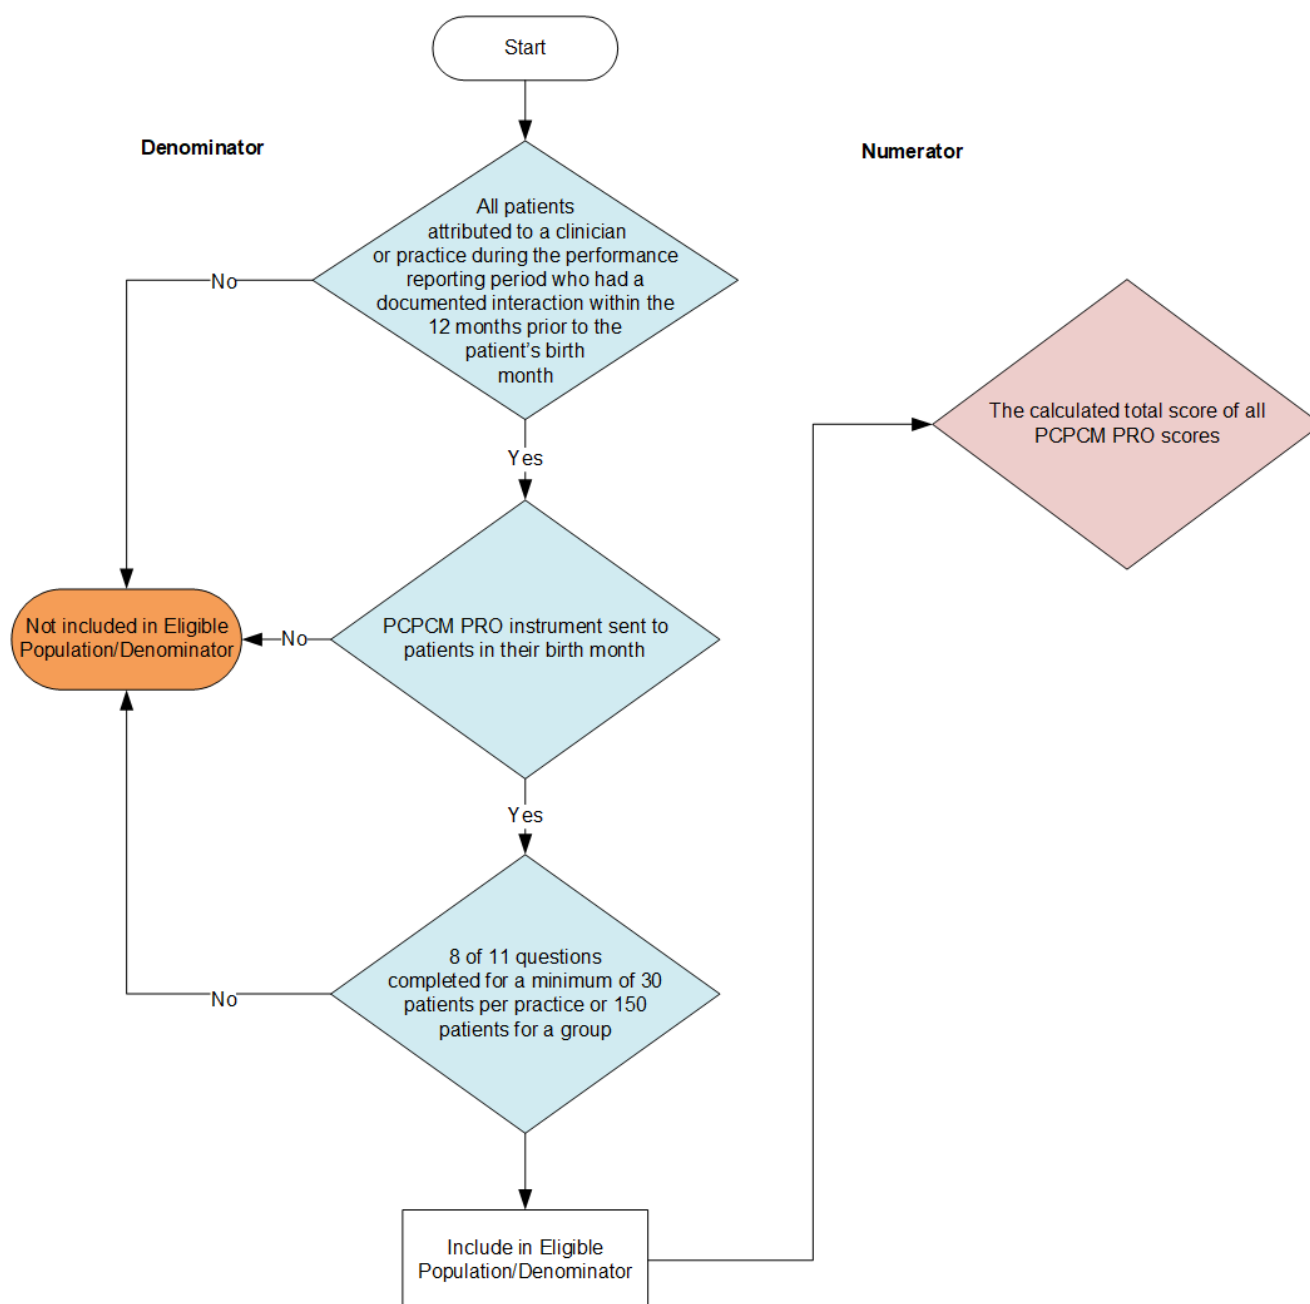 Start
Denominator
Numerator
All patients
attributed to a clinician
or practice during the performance
reporting period who had a
documented interaction within the
12 months prior to the
patient's birth
month
No
The calculated total score of all
PCPCM PRO scores
Yes
Not included in Eligible
Population/Denominator
No
PCPCM PRO instrument sent to
patients in their birth month
Yes
8 of 11 questions
completed for a minimum of 30
patients per practice or 150
patients for a group
No
Include in Eligible
Population/Denominator